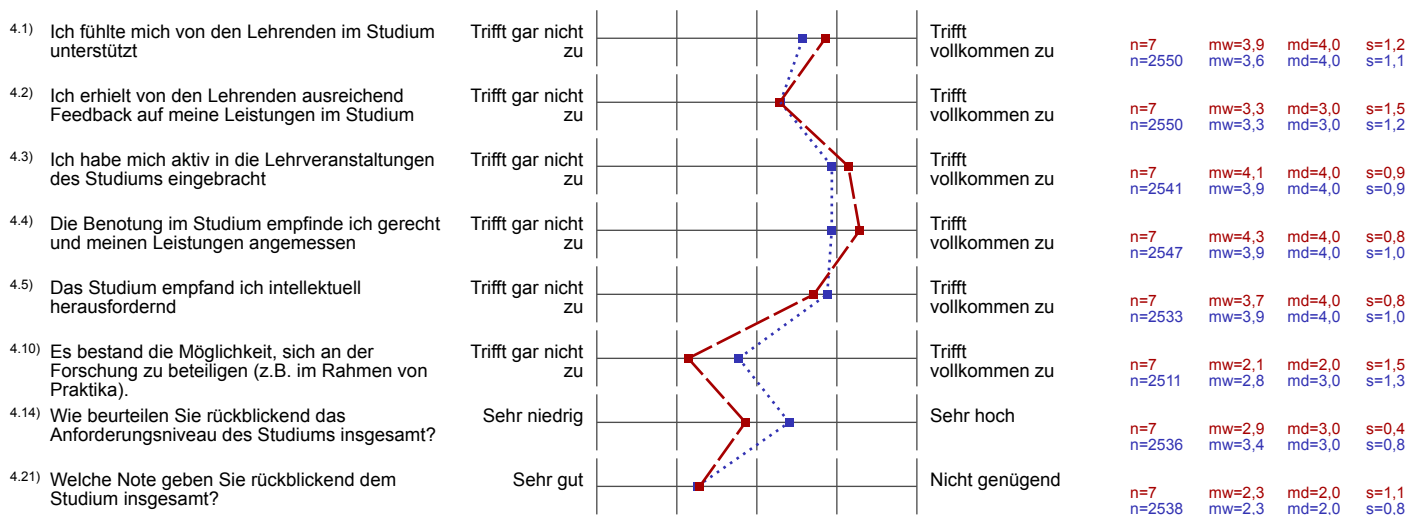 4.1) Ich fühlte mich von den Lehrenden im Studium
unterstützt
Trifft gar nicht
zu
Trifft
vollkommen zu
n=7 mw=3,9 md=4,0 s=1,2
n=2550 mw=3,6 md=4,0 s=1,1
4.2) Ich erhielt von den Lehrenden ausreichend
Feedback auf meine Leistungen im Studium
Trifft gar nicht
zu
Trifft
vollkommen zu
n=7 mw=3,3 md=3,0 s=1,5
n=2550 mw=3,3 md=3,0 s=1,2
4.3) Ich habe mich aktiv in die Lehrveranstaltungen
des Studiums eingebracht
Trifft gar nicht
zu
Trifft
vollkommen zu
n=7 mw=4,1 md=4,0 s=0,9
n=2541 mw=3,9 md=4,0 s=0,9
4.4) Die Benotung im Studium empfinde ich gerecht
und meinen Leistungen angemessen
Trifft gar nicht
zu
Trifft
vollkommen zu
n=7 mw=4,3 md=4,0 s=0,8
n=2547 mw=3,9 md=4,0 s=1,0
4.5) Das Studium empfand ich intellektuell
herausfordernd
Trifft gar nicht
zu
Trifft
vollkommen zu
n=7 mw=3,7 md=4,0 s=0,8
n=2533 mw=3,9 md=4,0 s=1,0
4.10) Es bestand die Möglichkeit, sich an der
Forschung zu beteiligen (z.B. im Rahmen von
Praktika).
Trifft gar nicht
zu
Trifft
vollkommen zu
n=7 mw=2,1 md=2,0 s=1,5
n=2511 mw=2,8 md=3,0 s=1,3
4.14) Wie beurteilen Sie rückblickend das
Anforderungsniveau des Studiums insgesamt?
Sehr niedrig
Sehr hoch
n=7 mw=2,9 md=3,0 s=0,4
n=2536 mw=3,4 md=3,0 s=0,8
4.21) Welche Note geben Sie rückblickend dem
Studium insgesamt?
Sehr gut
Nicht genügend
n=7 mw=2,3 md=2,0 s=1,1
n=2538 mw=2,3 md=2,0 s=0,8